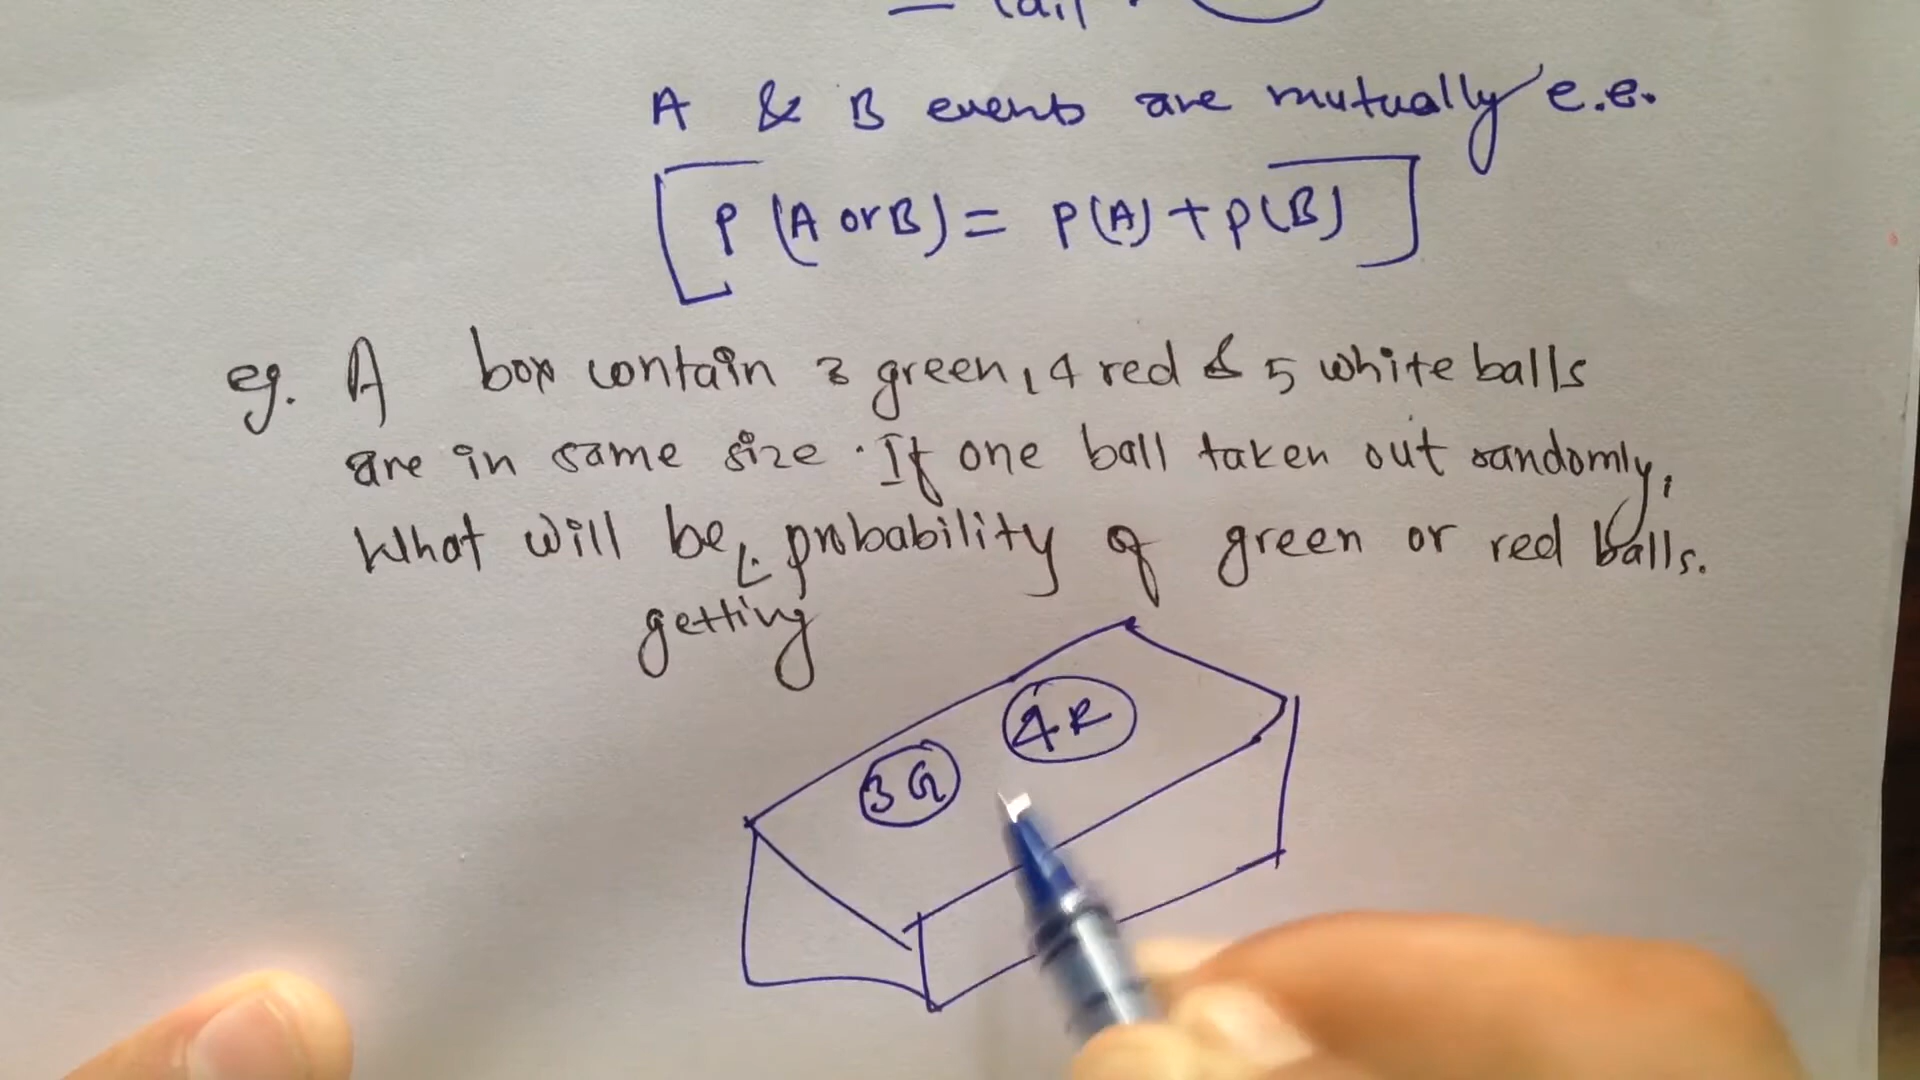 A & B events are mutually e.e.
P (A or B) = P(A) + P(B)
eg. A box contain 3 green, 4 red & 5 white balls
are in same size. If one ball taken out randomly,
What will be probability of green or red balls.
getting
4R
3G